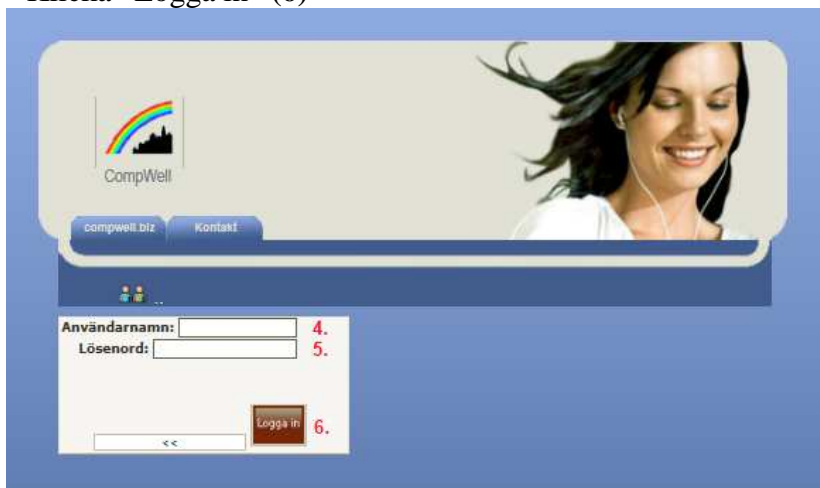 Klicka "Logga in" (6)
CompWell
compwell.biz Kontakt
..
Användarnamn: 4.
Lösenord: 5.
Logga in 6.
<<